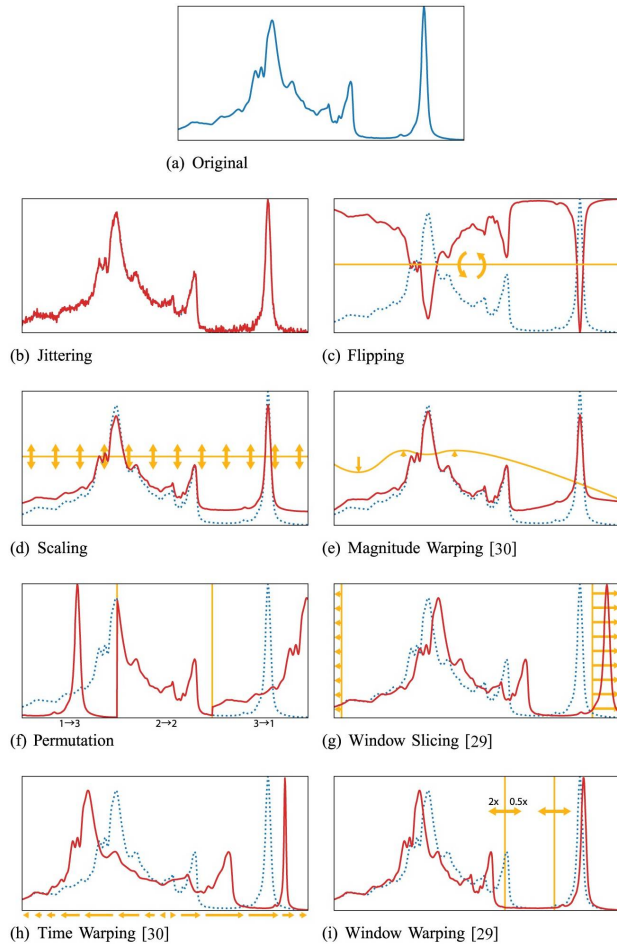 (a) Original
(b) Jittering
(c) Flipping
(d) Scaling
(e) Magnitude Warping [30]
1→3 2→2 3→1
(f) Permutation
(g) Window Slicing [29]
2x 0.5x
(h) Time Warping [30]
(i) Window Warping [29]